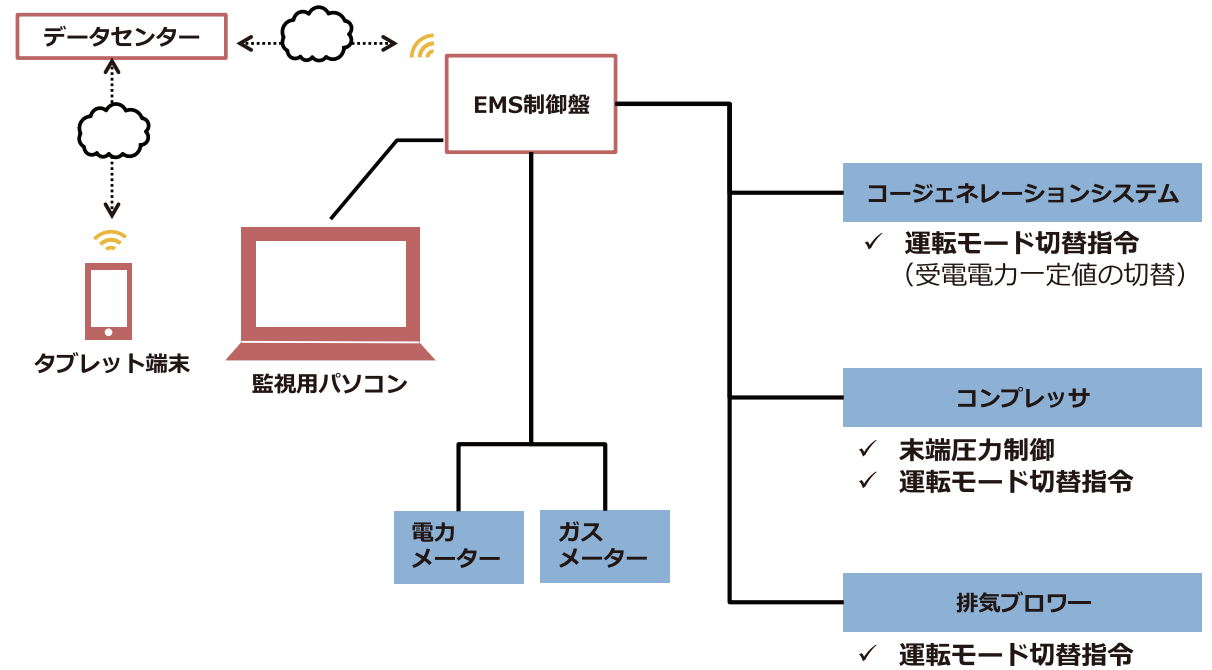 データセンター
EMS制御盤
コージェネレーションシステム
✓ 運転モード切替指令
（受電電力一定値の切替）
タブレット端末
監視用パソコン
コンプレッサ
✓ 末端圧力制御
✓ 運転モード切替指令
電力
メーター
ガス
メーター
排気ブロワー
✓ 運転モード切替指令